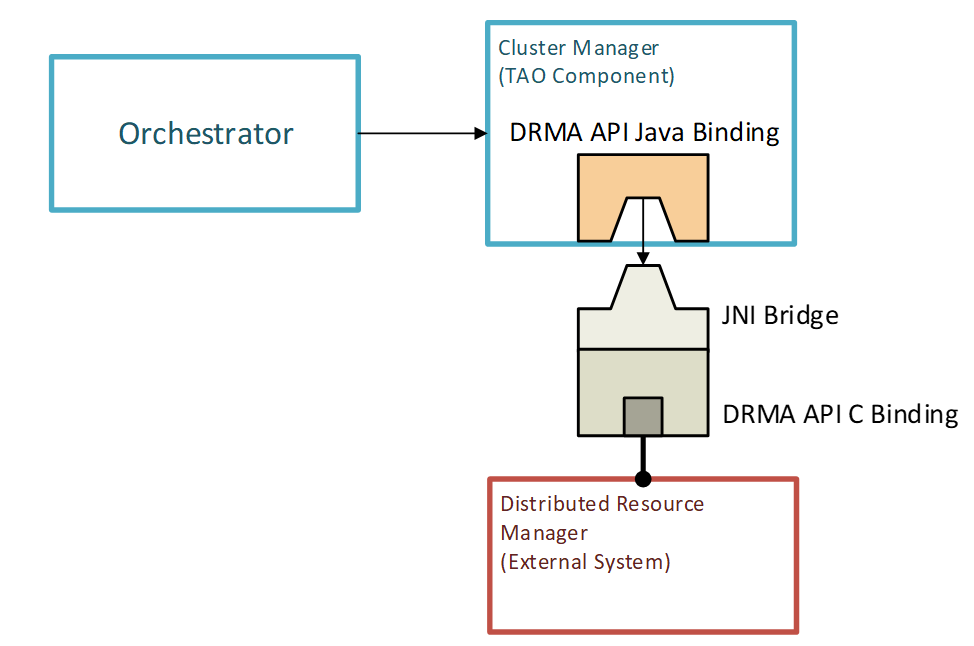 Cluster Manager
(TAO Component)
Orchestrator
DRMA API Java Binding
JNI Bridge
DRMA API C Binding
Distributed Resource
Manager
(External System)